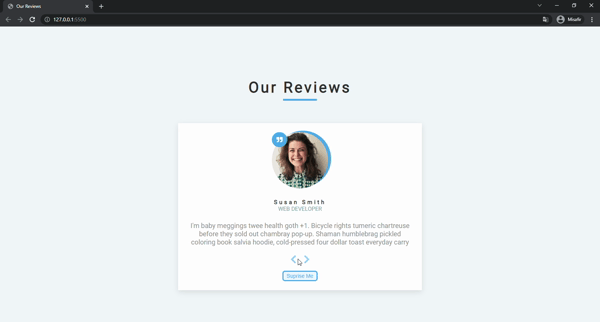 Our Reviews
127.0.0.1:5500
Misafir
Our Reviews
Susan Smith
WEB DEVELOPER
I'm baby meggings twee health goth +1. Bicycle rights tumeric chartreuse
before they sold out chambray pop-up. Shaman humblebrag pickled
coloring book salvia hoodie, cold-pressed four dollar toast everyday carry
Suprise Me